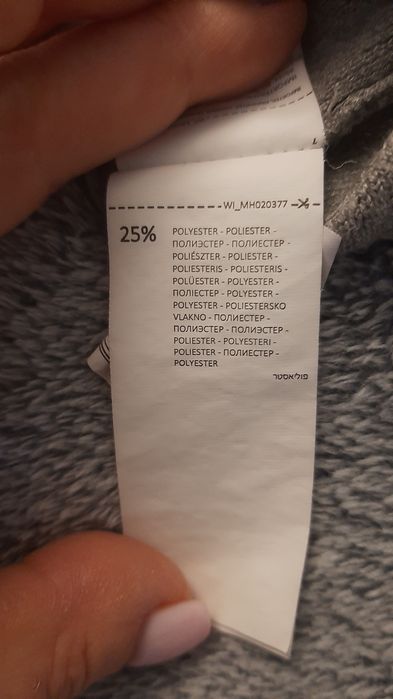 WI_MH020377
25%
POLYESTER - POLIESTER -
ПОЛИЭСТЕР - ПОЛИЕСТЕР -
POLIÉSZTER - POLIESTER -
POLIESTERIS - POLIESTERIS -
POLÜESTER - POLYESTER -
ПОЛІЕСТЕР - POLYESTER -
POLYESTER - POLIESTERSKO
VLAKNO - ПОЛИЕСТЕР -
ПОЛИЭСТЕР - ПОЛИЭСТЕР -
POLIESTER - POLYESTERI -
POLIESTER - ПОЛИЕСТЕР -
POLYESTER
פוליאסטר